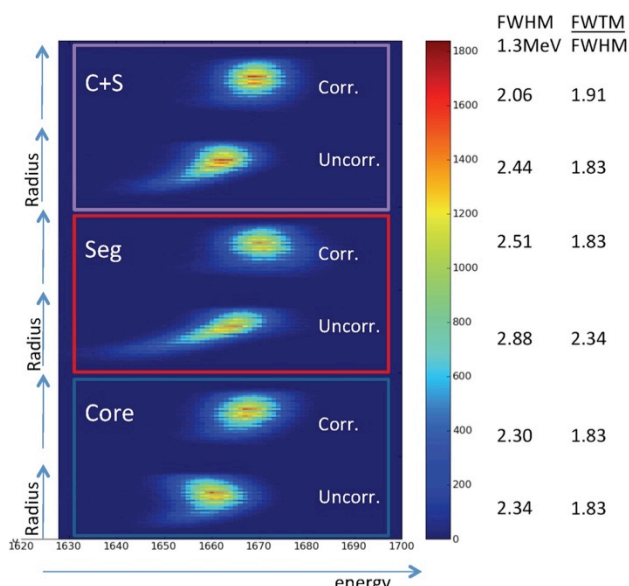 FWHM FWTM
1.3MeV FWHM
C+S Corr. 2.06 1.91
Uncorr. 2.44 1.83
Seg Corr. 2.51 1.83
Uncorr. 2.88 2.34
Core Corr. 2.30 1.83
Uncorr. 2.34 1.83
Radius
Radius
Radius
1800
1600
1400
1200
1000
800
600
400
200
0
1620 1630 1640 1650 1660 1670 1680 1690 1700
energy